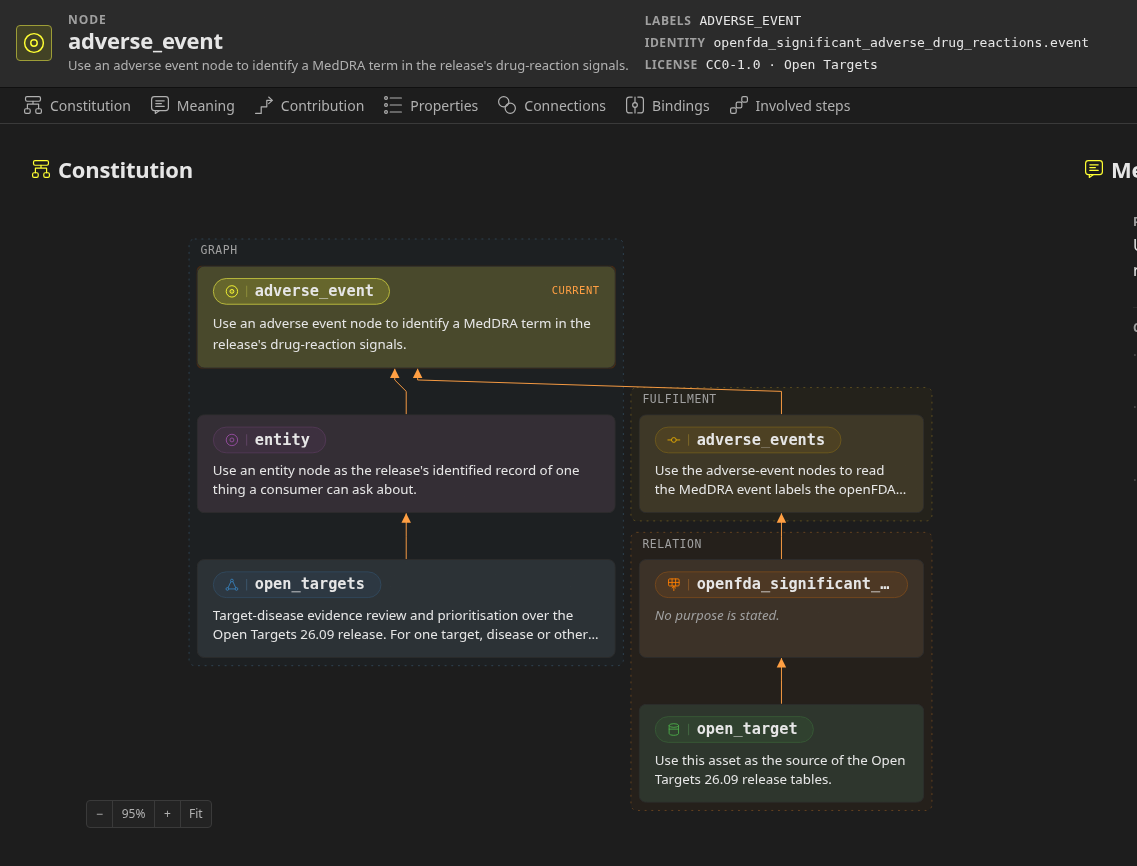 NODE
adverse_event
Use an adverse event node to identify a MedDRA term in the release's drug-reaction signals.
LABELS ADVERSE_EVENT
IDENTITY openfda_significant_adverse_drug_reactions.event
LICENSE CC0-1.0 · Open Targets
Constitution
Meaning
Contribution
Properties
Connections
Bindings
Involved steps
Constitution
GRAPH
adverse_event
CURRENT
Use an adverse event node to identify a MedDRA term in the
release's drug-reaction signals.
entity
Use an entity node as the release's identified record of one
thing a consumer can ask about.
open_targets
Target-disease evidence review and prioritisation over the
Open Targets 26.09 release. For one target, disease or other…
FULFILMENT
adverse_events
Use the adverse-event nodes to read
the MedDRA event labels the openFDA…
RELATION
openfda_significant_…
No purpose is stated.
open_target
Use this asset as the source of the Open
Targets 26.09 release tables.
− 95% + Fit